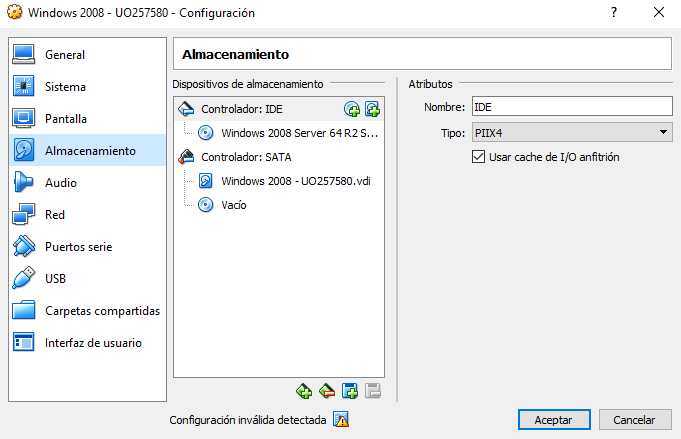 Windows 2008 - UO257580 - Configuración
General
Sistema
Pantalla
Almacenamiento
Audio
Red
Puertos serie
USB
Carpetas compartidas
Interfaz de usuario
Almacenamiento
Dispositivos de almacenamiento
Controlador: IDE
Windows 2008 Server 64 R2 S...
Controlador: SATA
Windows 2008 - UO257580.vdi
Vacío
Atributos
Nombre: IDE
Tipo: PIIX4
Usar cache de I/O anfitrión
Configuración inválida detectada
Aceptar
Cancelar